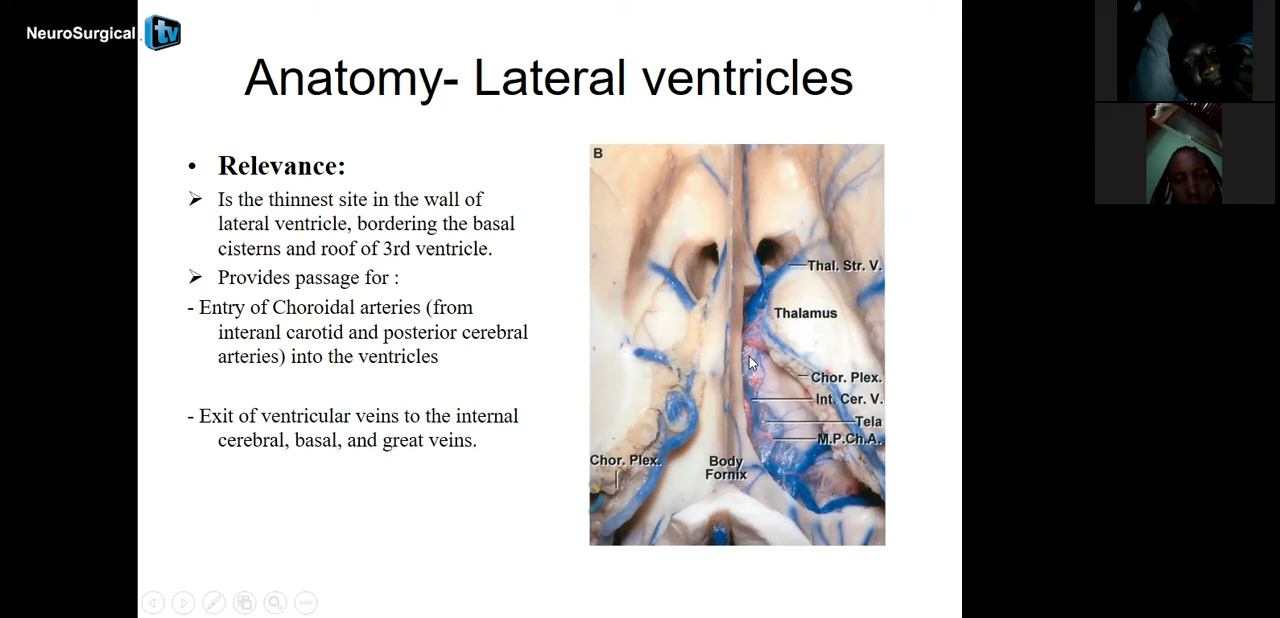 NeuroSurgical tv
Anatomy- Lateral ventricles
• Relevance:
➢ Is the thinnest site in the wall of
lateral ventricle, bordering the basal
cisterns and roof of 3rd ventricle.
➢ Provides passage for :
- Entry of Choroidal arteries (from
interanl carotid and posterior cerebral
arteries) into the ventricles
- Exit of ventricular veins to the internal
cerebral, basal, and great veins.
B
Thal. Str. V.
Thalamus
Chor. Plex.
Int. Cer. V.
Tela
M.P.Ch.A.
Chor. Plex.
Body
Fornix